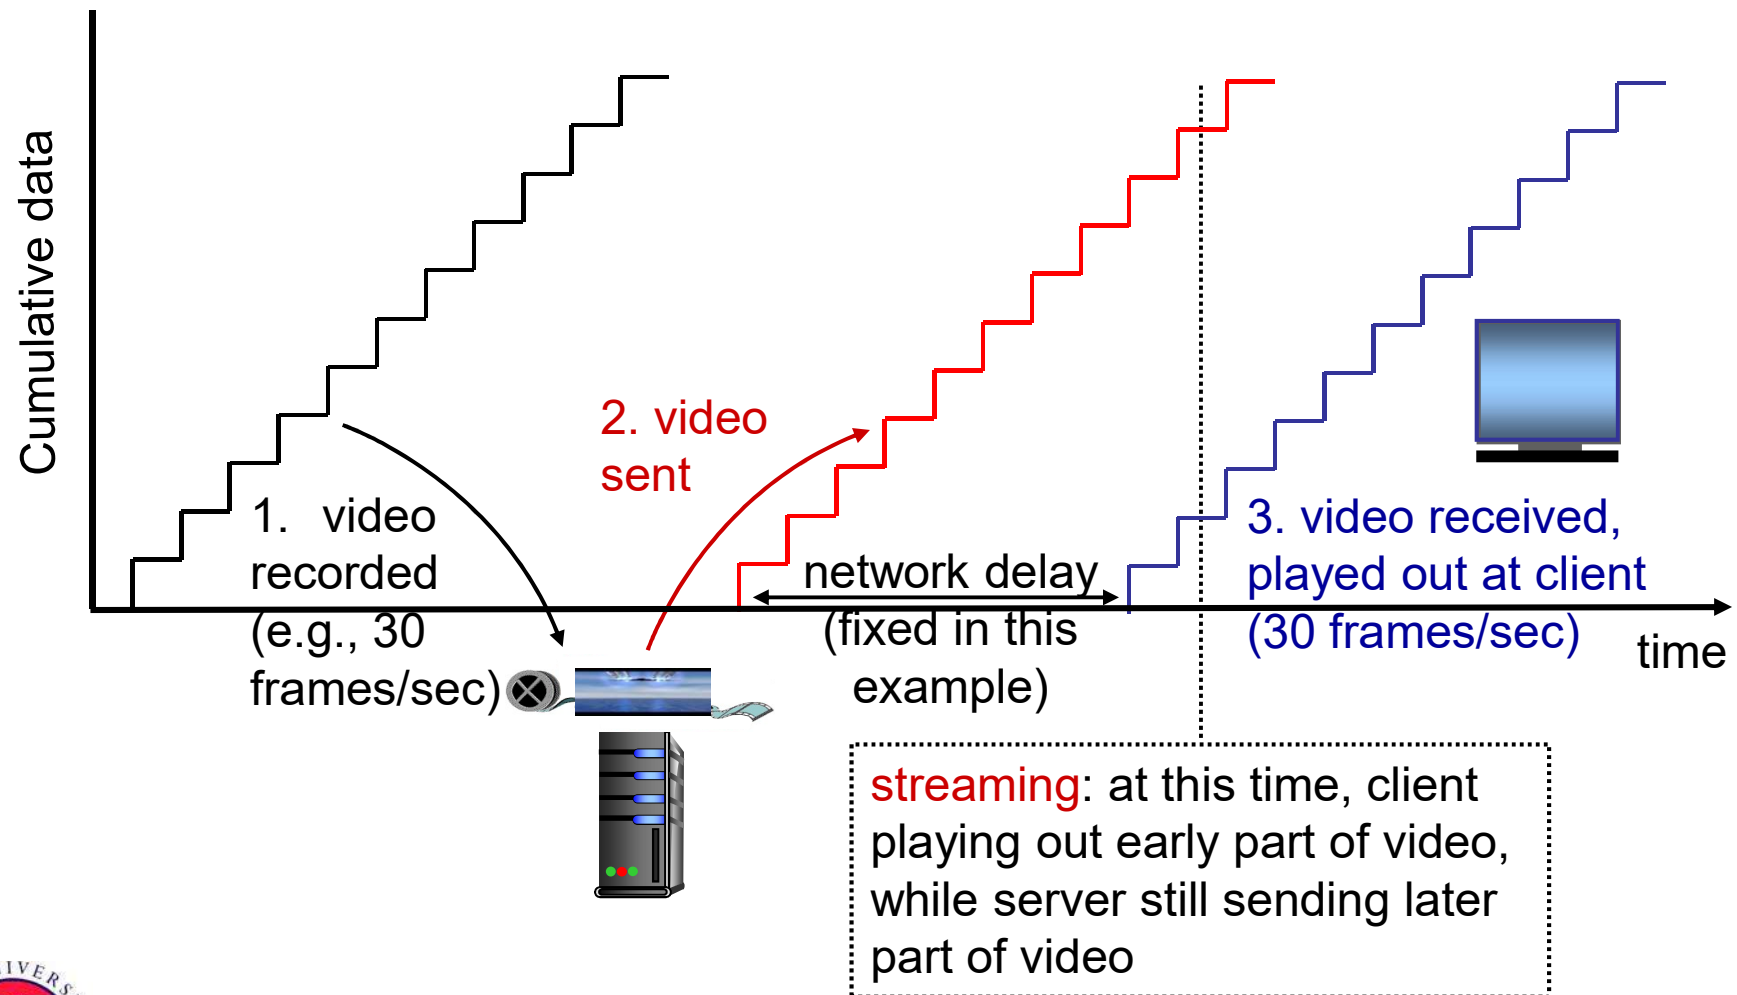 Cumulative data
1. video
recorded
(e.g., 30
frames/sec)
2. video
sent
network delay
(fixed in this
example)
3. video received,
played out at client
(30 frames/sec)
time
streaming: at this time, client
playing out early part of video,
while server still sending later
part of video